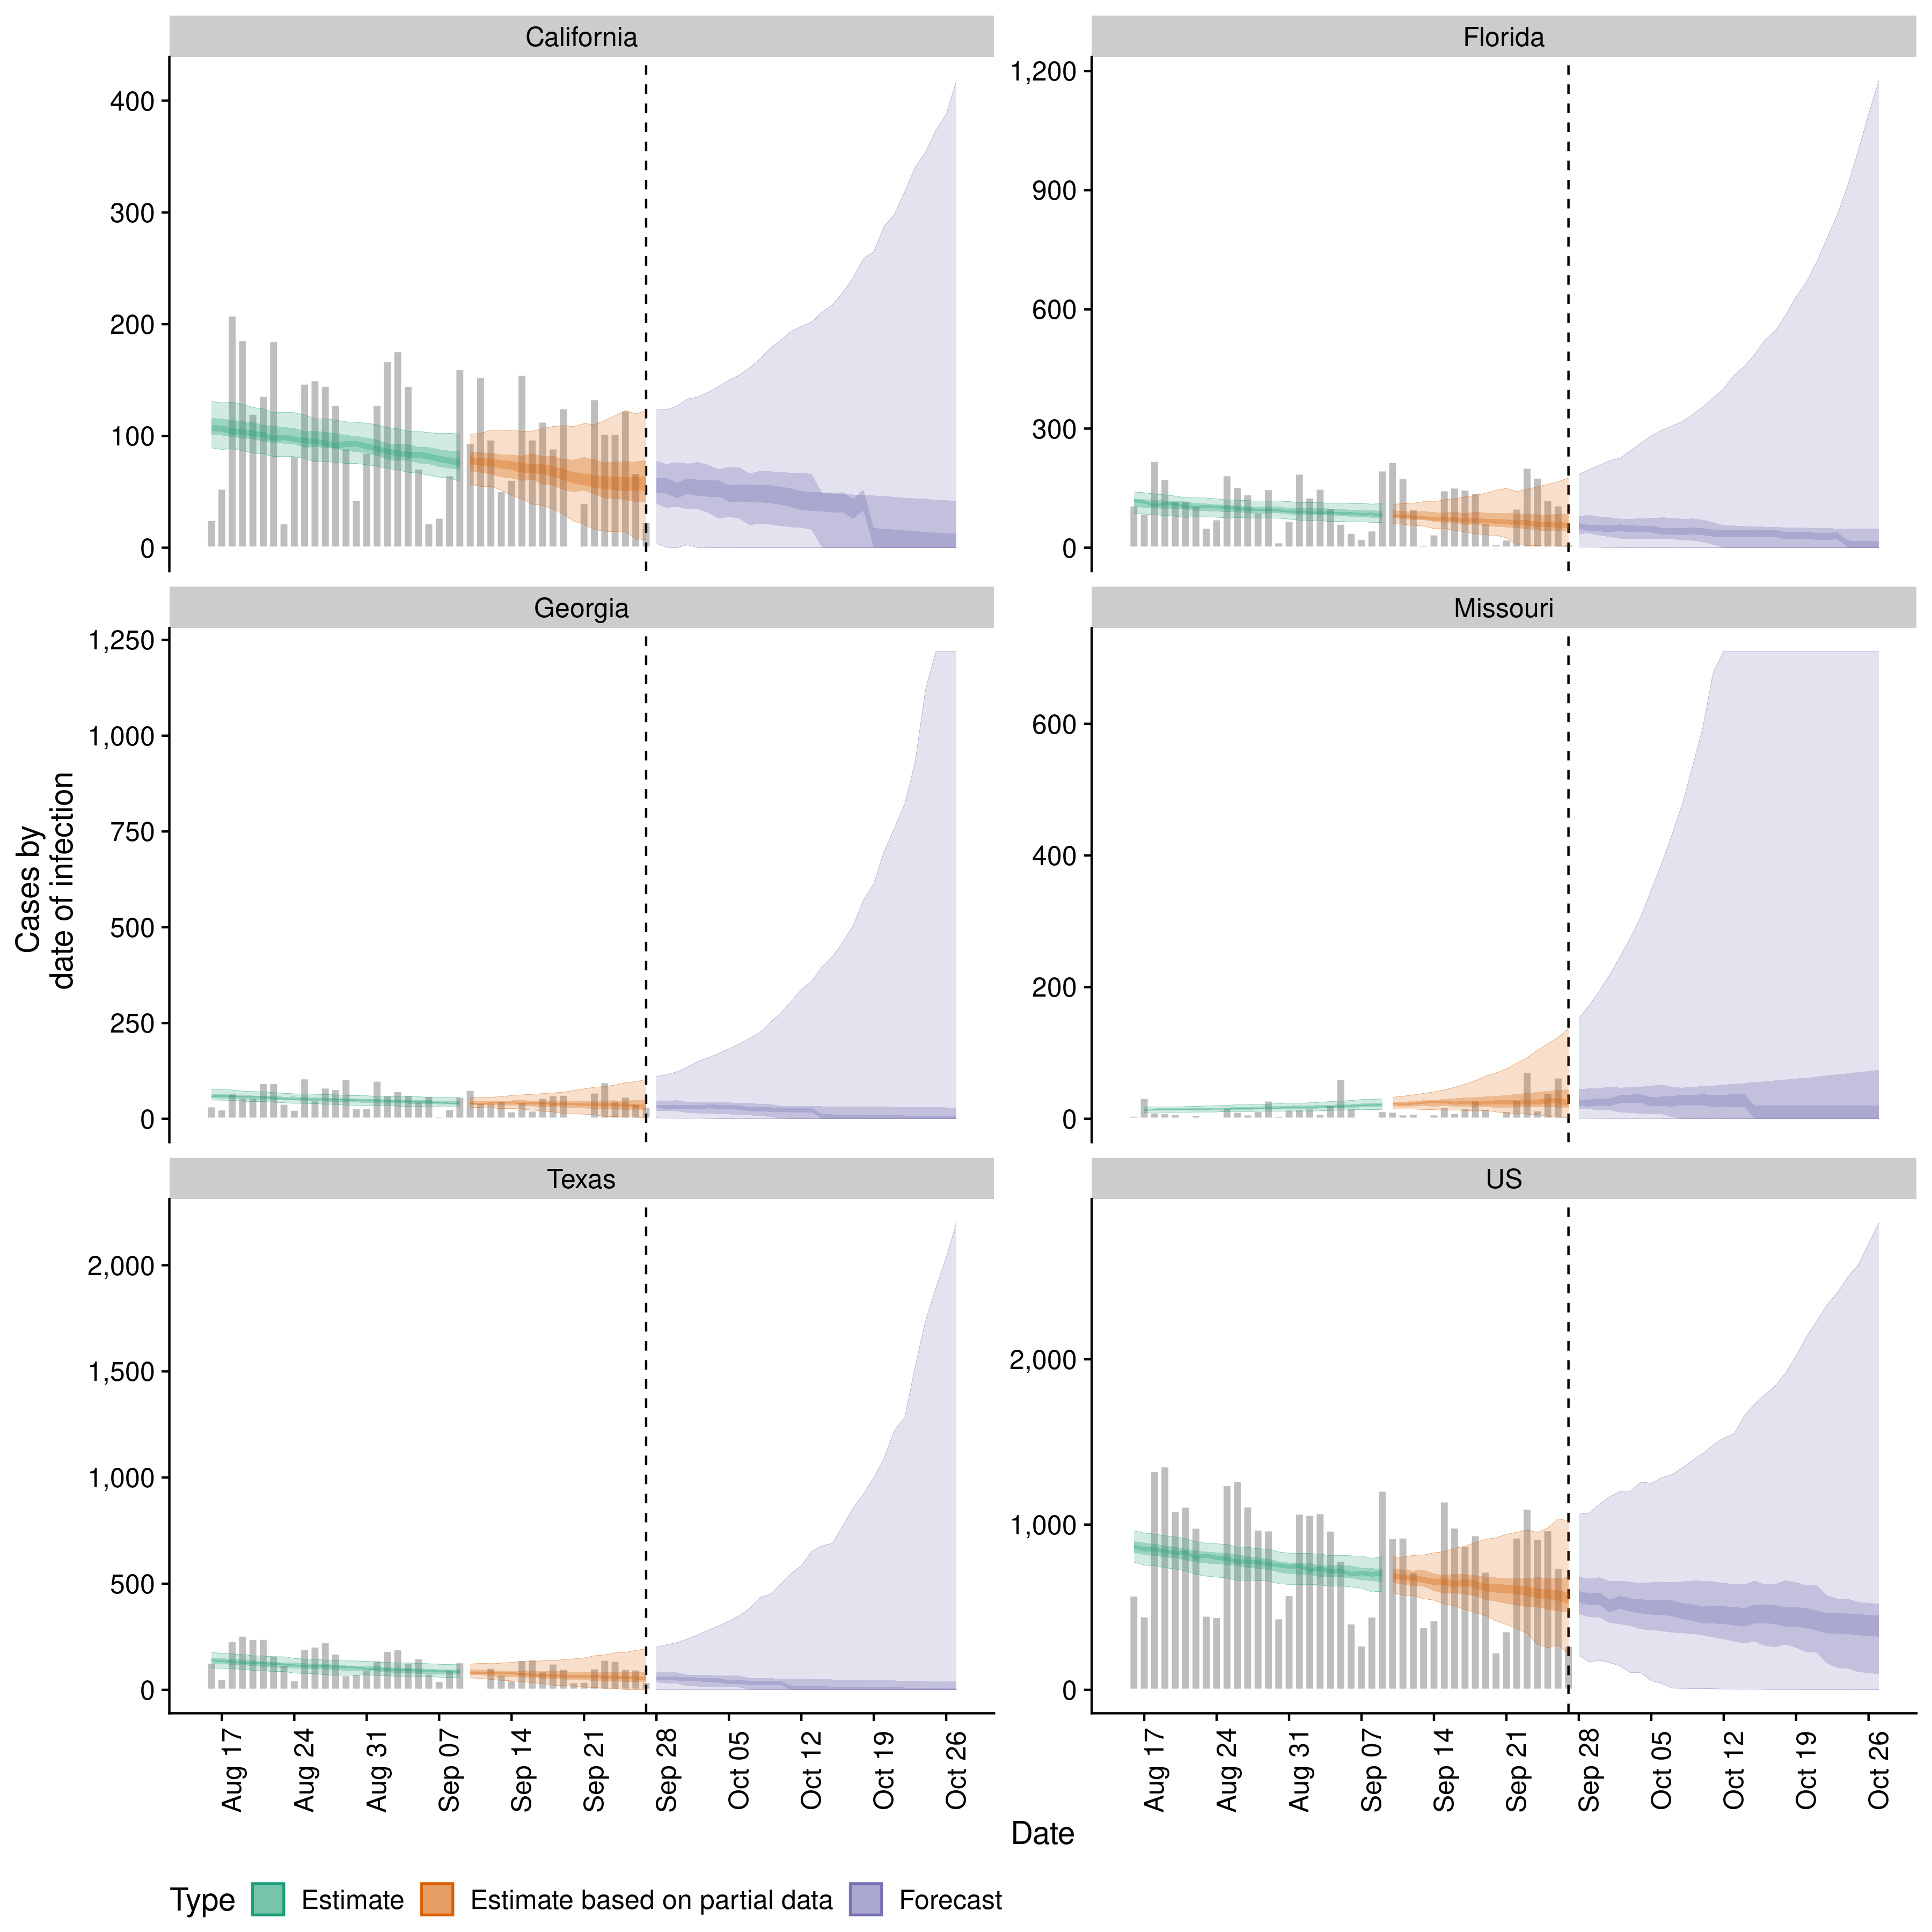 California
Florida
400
300
200
100
0
1,200
900
600
300
0
Georgia
Missouri
1,250
1,000
750
500
250
0
600
400
200
0
Texas
US
2,000
1,500
1,000
500
0
2,000
1,000
0
Cases by
date of infection
Aug 17
Aug 24
Aug 31
Sep 07
Sep 14
Sep 21
Sep 28
Oct 05
Oct 12
Oct 19
Oct 26
Aug 17
Aug 24
Aug 31
Sep 07
Sep 14
Sep 21
Sep 28
Oct 05
Oct 12
Oct 19
Oct 26
Date
Type Estimate Estimate based on partial data Forecast